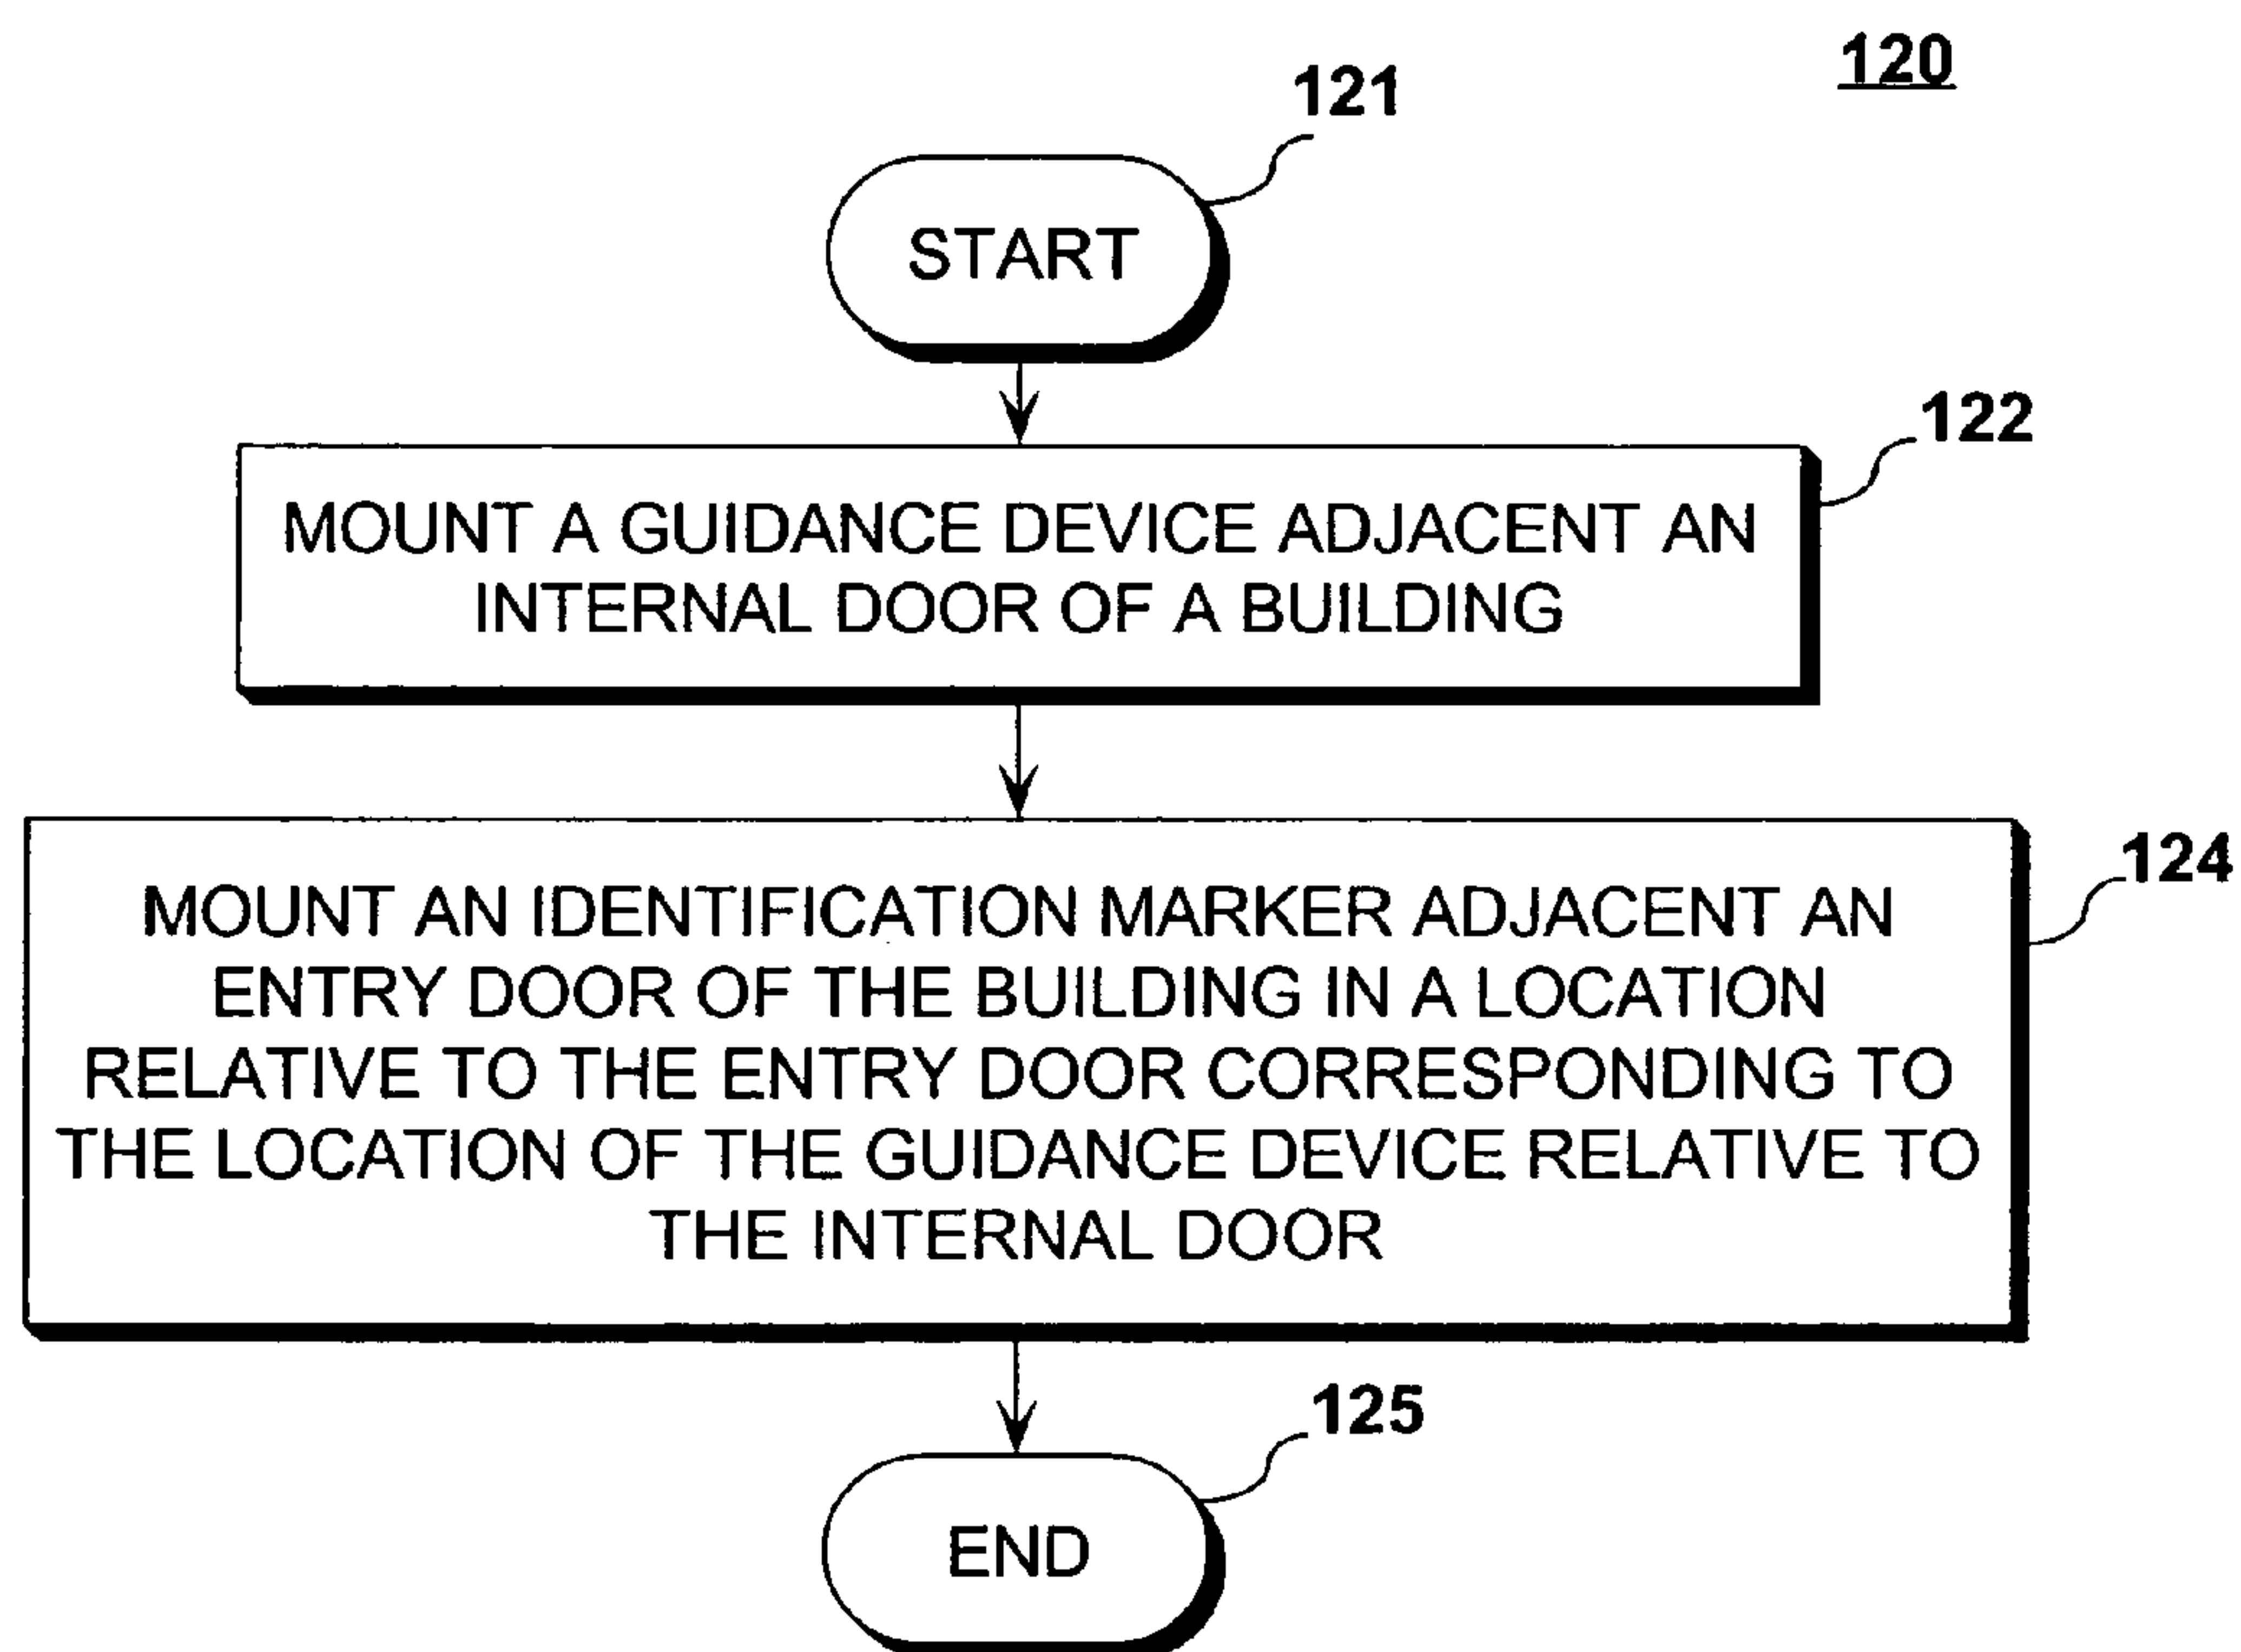 120
121
START
122
MOUNT A GUIDANCE DEVICE ADJACENT AN
INTERNAL DOOR OF A BUILDING
124
MOUNT AN IDENTIFICATION MARKER ADJACENT AN
ENTRY DOOR OF THE BUILDING IN A LOCATION
RELATIVE TO THE ENTRY DOOR CORRESPONDING TO
THE LOCATION OF THE GUIDANCE DEVICE RELATIVE TO
THE INTERNAL DOOR
125
END